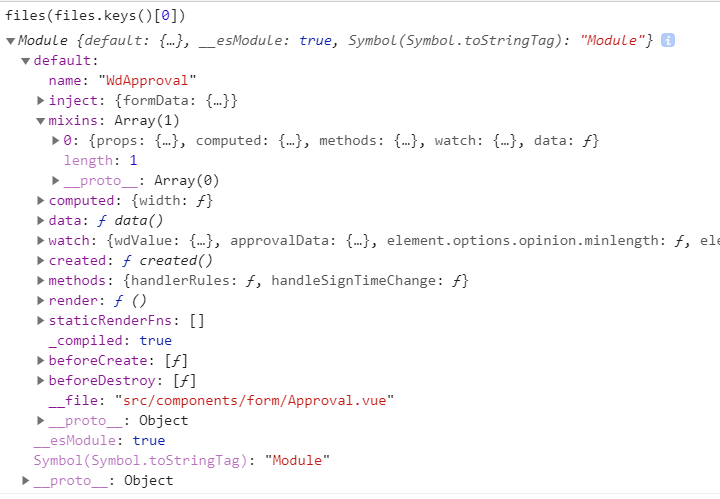 files(files.keys()[0])
Module {default: {…}, __esModule: true, Symbol(Symbol.toStringTag): "Module"} i
default:
name: "WdApproval"
inject: {formData: {…}}
mixins: Array(1)
0: {props: {…}, computed: {…}, methods: {…}, watch: {…}, data: ƒ}
length: 1
__proto__: Array(0)
computed: {width: ƒ}
data: ƒ data()
watch: {wdValue: {…}, approvalData: {…}, element.options.opinion.minlength: ƒ, ele
created: ƒ created()
methods: {handlerRules: ƒ, handleSignTimeChange: ƒ}
render: ƒ ()
staticRenderFns: []
_compiled: true
beforeCreate: [ƒ]
beforeDestroy: [ƒ]
__file: "src/components/form/Approval.vue"
__proto__: Object
__esModule: true
Symbol(Symbol.toStringTag): "Module"
__proto__: Object